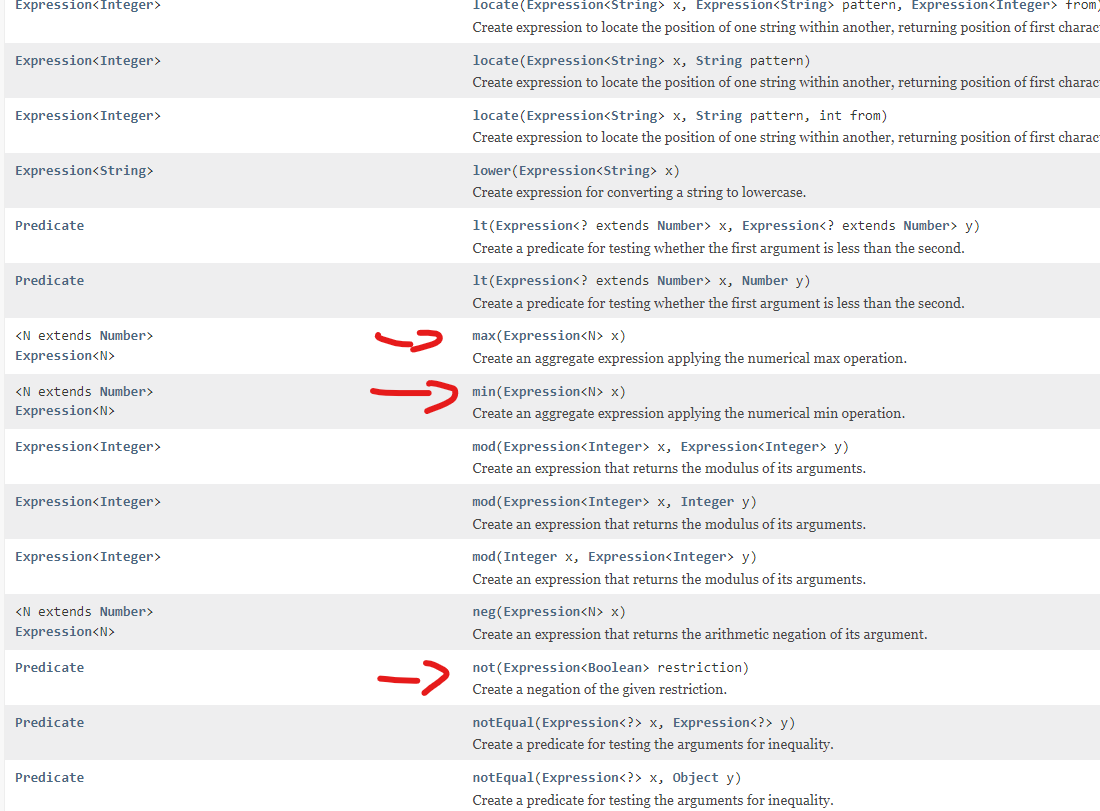 Expression<Integer> locate(Expression<String> x, Expression<String> pattern, Expression<Integer> from)
Create expression to locate the position of one string within another, returning position of first charac
Expression<Integer> locate(Expression<String> x, String pattern)
Create expression to locate the position of one string within another, returning position of first charac
Expression<Integer> locate(Expression<String> x, String pattern, int from)
Create expression to locate the position of one string within another, returning position of first charac
Expression<String> lower(Expression<String> x)
Create expression for converting a string to lowercase.
Predicate lt(Expression<? extends Number> x, Expression<? extends Number> y)
Create a predicate for testing whether the first argument is less than the second.
Predicate lt(Expression<? extends Number> x, Number y)
Create a predicate for testing whether the first argument is less than the second.
<N extends Number> max(Expression<N> x)
Expression<N> Create an aggregate expression applying the numerical max operation.
<N extends Number> min(Expression<N> x)
Expression<N> Create an aggregate expression applying the numerical min operation.
Expression<Integer> mod(Expression<Integer> x, Expression<Integer> y)
Create an expression that returns the modulus of its arguments.
Expression<Integer> mod(Expression<Integer> x, Integer y)
Create an expression that returns the modulus of its arguments.
Expression<Integer> mod(Integer x, Expression<Integer> y)
Create an expression that returns the modulus of its arguments.
<N extends Number> neg(Expression<N> x)
Expression<N> Create an expression that returns the arithmetic negation of its argument.
Predicate not(Expression<Boolean> restriction)
Create a negation of the given restriction.
Predicate notEqual(Expression<?> x, Expression<?> y)
Create a predicate for testing the arguments for inequality.
Predicate notEqual(Expression<?> x, Object y)
Create a predicate for testing the arguments for inequality.